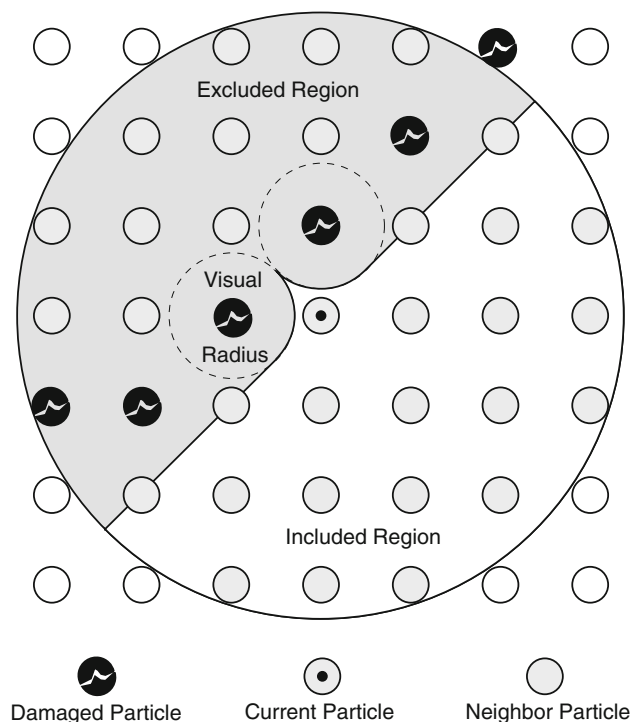 Excluded Region
Visual
Radius
Included Region
Damaged Particle
Current Particle
Neighbor Particle